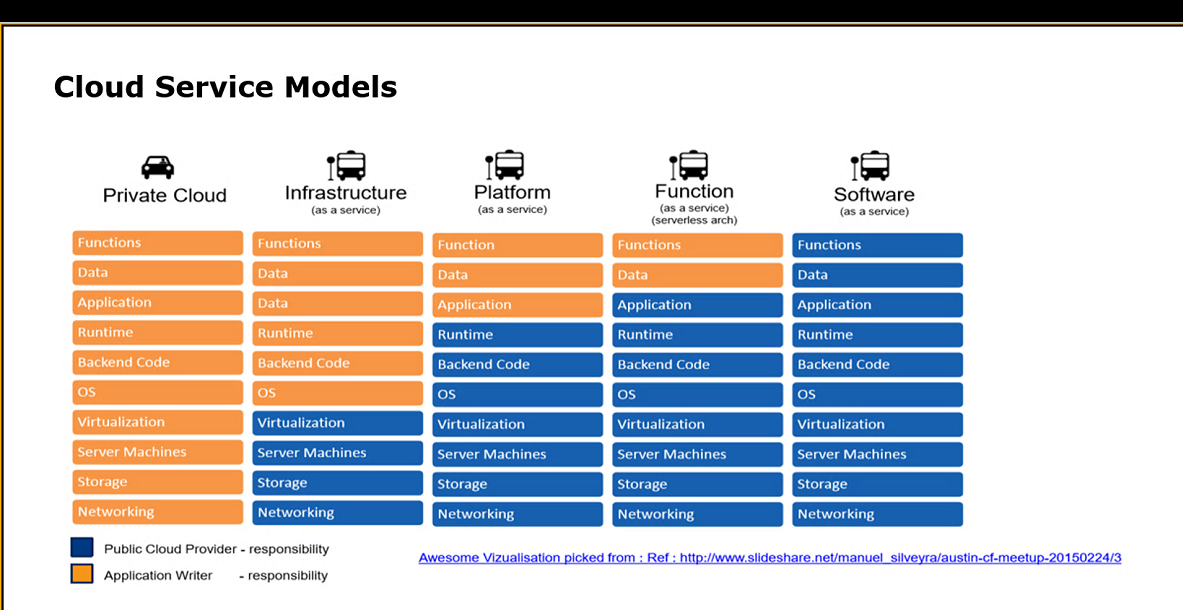 Cloud Service Models
Private Cloud
Infrastructure
(as a service)
Platform
(as a service)
Function
(as a service)
(serverless arch)
Software
(as a service)
Functions Functions Function Functions Functions
Data Data Data Data Data
Application Data Application Application Application
Runtime Runtime Runtime Runtime Runtime
Backend Code Backend Code Backend Code Backend Code Backend Code
OS OS OS OS OS
Virtualization Virtualization Virtualization Virtualization Virtualization
Server Machines Server Machines Server Machines Server Machines Server Machines
Storage Storage Storage Storage Storage
Networking Networking Networking Networking Networking
Public Cloud Provider - responsibility
Application Writer - responsibility
Awesome Vizualisation picked from : Ref : http://www.slideshare.net/manuel_silveyra/austin-cf-meetup-20150224/3